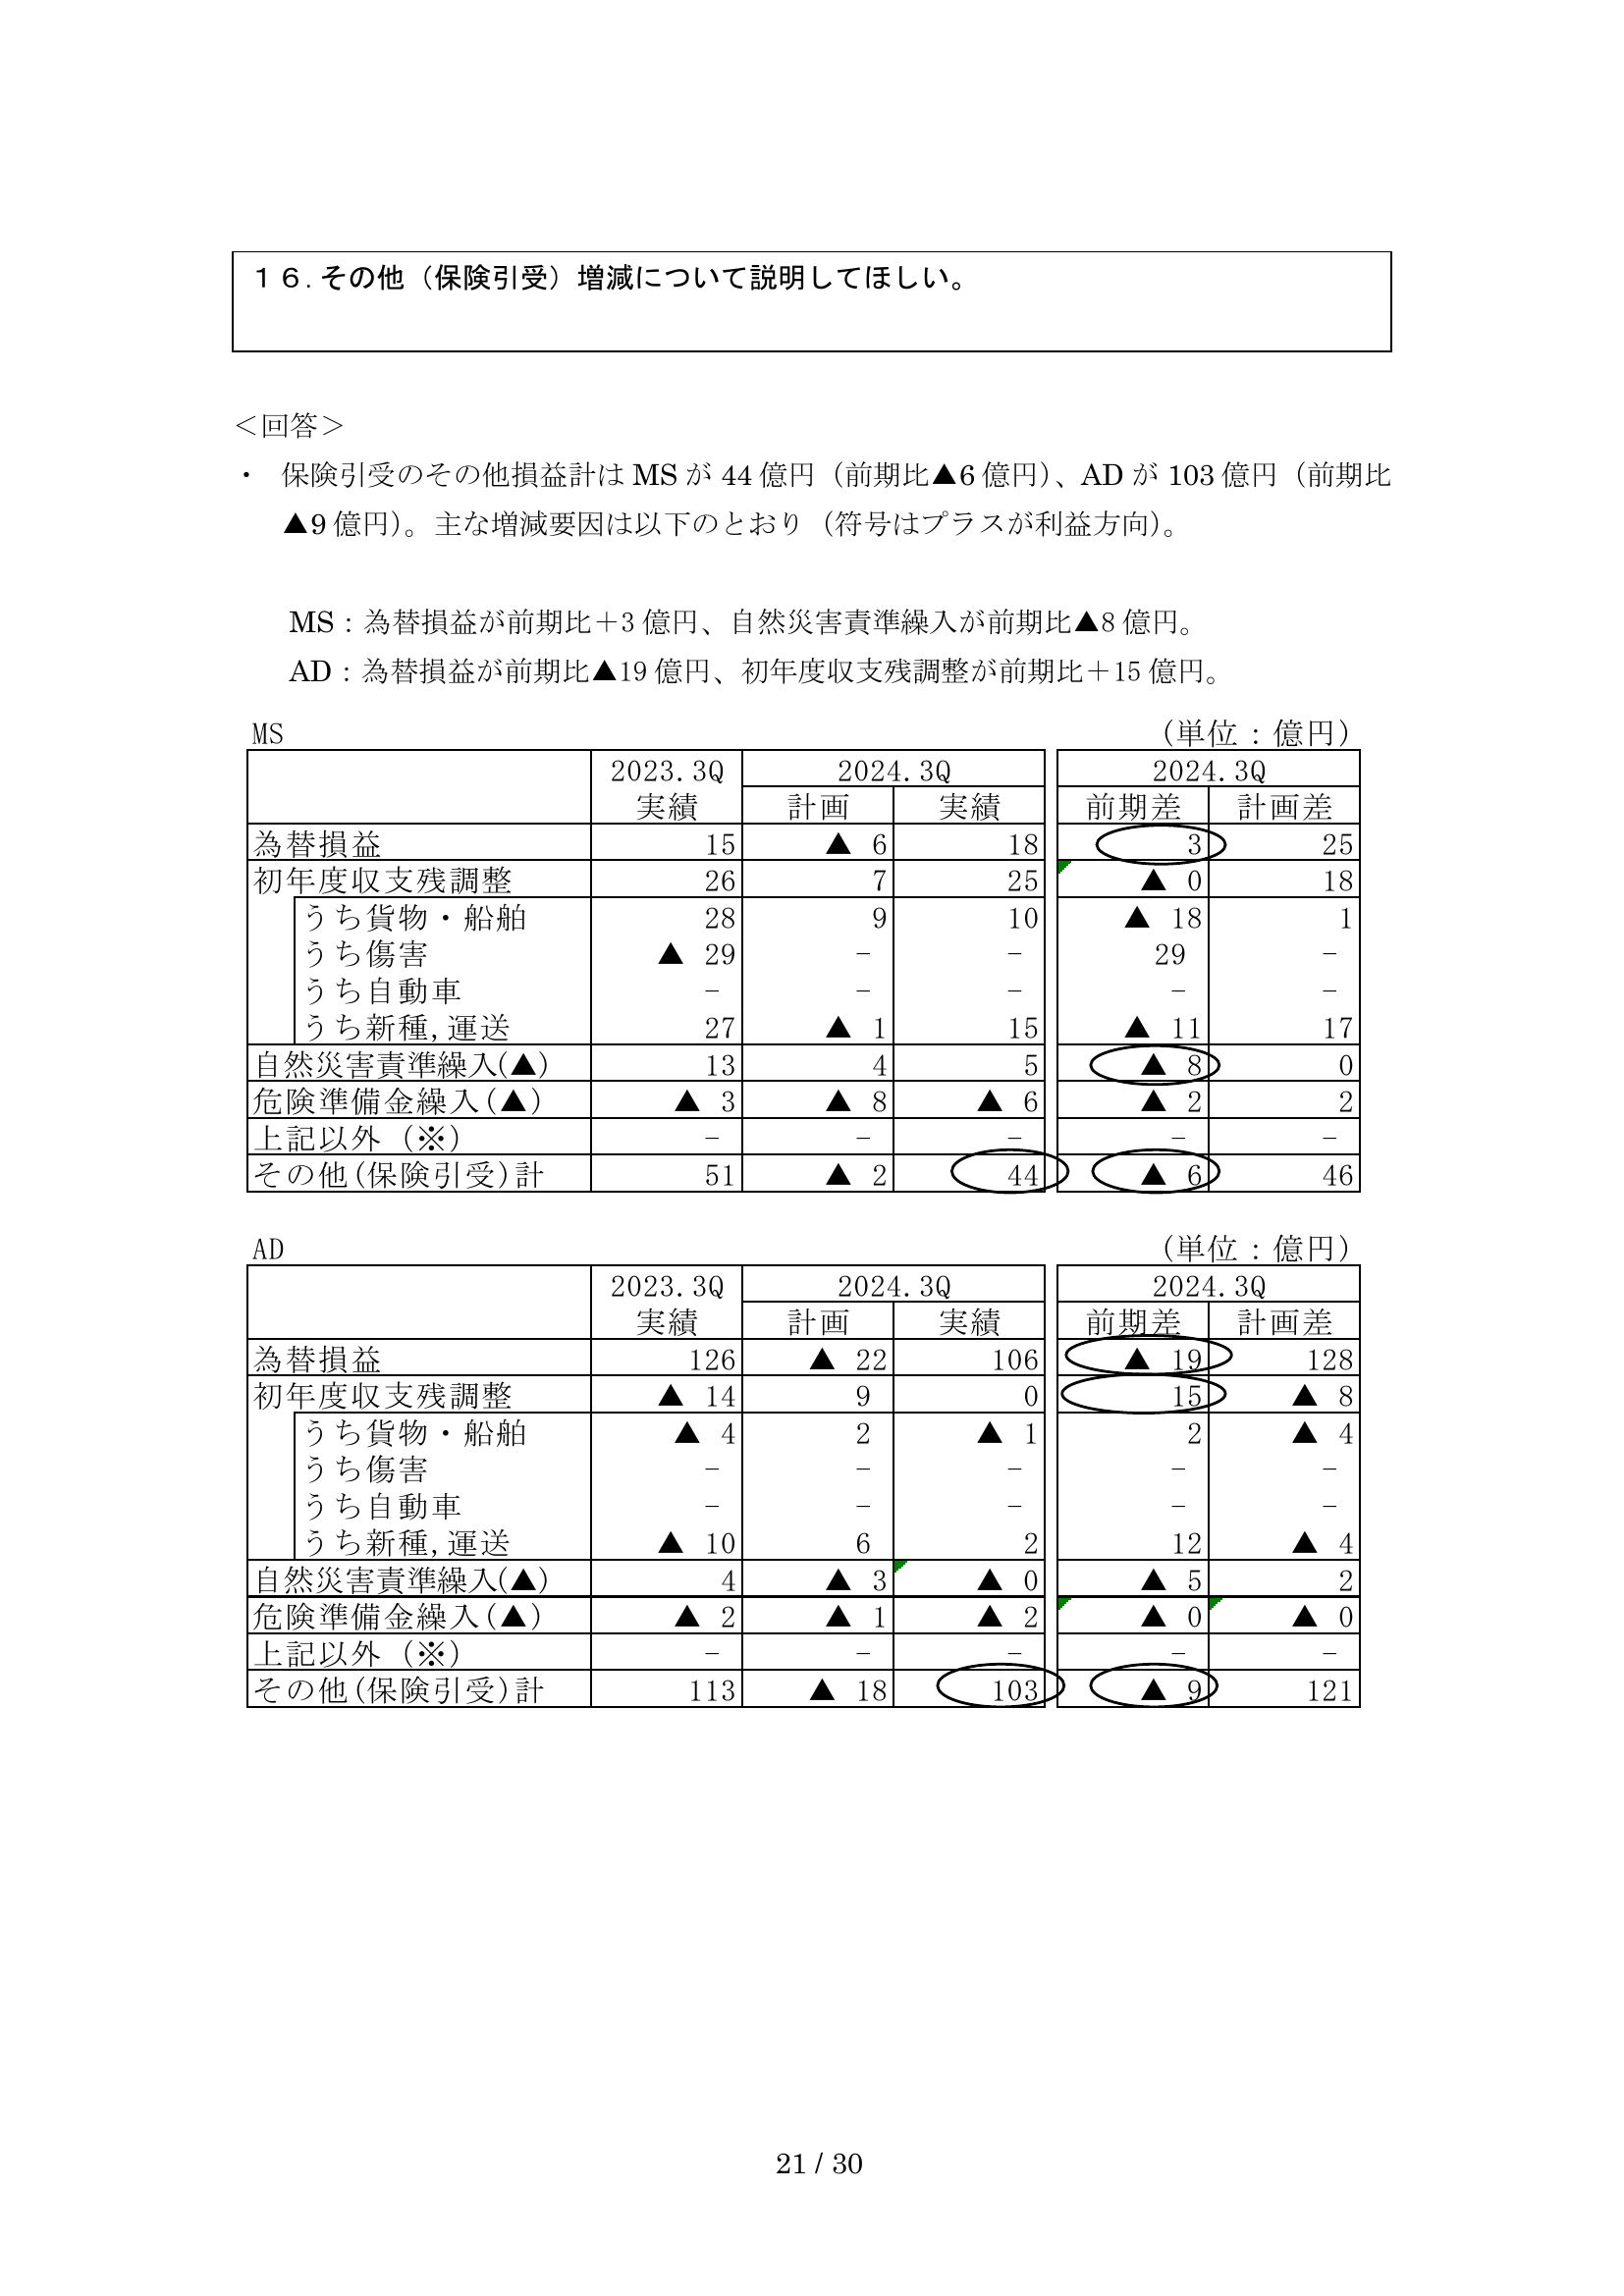 １６.その他（保険引受）増減について説明してほしい。
＜回答＞
・ 保険引受のその他損益計は MS が 44 億円（前期比▲6 億円）、AD が 103 億円（前期比
▲9 億円）。主な増減要因は以下のとおり（符号はプラスが利益方向）。
MS：為替損益が前期比＋3 億円、自然災害責準繰入が前期比▲8 億円。
AD：為替損益が前期比▲19 億円、初年度収支残調整が前期比＋15 億円。
MS （単位：億円）
2023.3Q 2024.3Q 2024.3Q
実績 計画 実績 前期差 計画差
為替損益 15 ▲ 6 18 3 25
初年度収支残調整 26 7 25 ▲ 0 18
うち貨物・船舶 28 9 10 ▲ 18 1
うち傷害 ▲ 29 － － 29 －
うち自動車 － － － － －
うち新種,運送 27 ▲ 1 15 ▲ 11 17
自然災害責準繰入(▲) 13 4 5 ▲ 8 0
危険準備金繰入(▲) ▲ 3 ▲ 8 ▲ 6 ▲ 2 2
上記以外（※） － － － － －
その他(保険引受)計 51 ▲ 2 44 ▲ 6 46
AD （単位：億円）
2023.3Q 2024.3Q 2024.3Q
実績 計画 実績 前期差 計画差
為替損益 126 ▲ 22 106 ▲ 19 128
初年度収支残調整 ▲ 14 9 0 15 ▲ 8
うち貨物・船舶 ▲ 4 2 ▲ 1 2 ▲ 4
うち傷害 － － － － －
うち自動車 － － － － －
うち新種,運送 ▲ 10 6 2 12 ▲ 4
自然災害責準繰入(▲) 4 ▲ 3 ▲ 0 ▲ 5 2
危険準備金繰入(▲) ▲ 2 ▲ 1 ▲ 2 ▲ 0 ▲ 0
上記以外（※） － － － － －
その他(保険引受)計 113 ▲ 18 103 ▲ 9 121
21 / 30